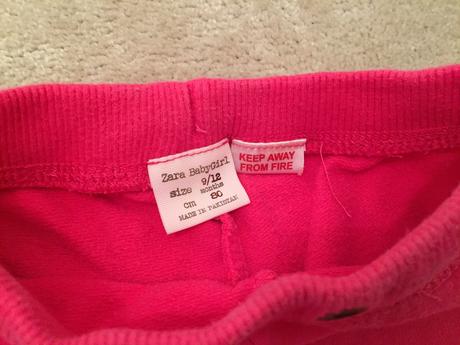 Zara BabyGirl
size 9/12 months
cm 80
MADE IN PAKISTAN
KEEP AWAY
FROM FIRE